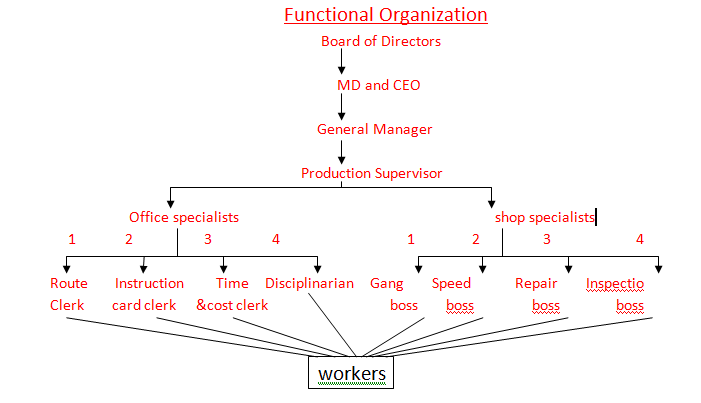 Functional Organization
Board of Directors
MD and CEO
General Manager
Production Supervisor
Office specialists shop specialists
1 2 3 4 1 2 3 4
Route Instruction Time Disciplinarian Gang Speed Repair Inspectio
Clerk card clerk &cost clerk boss boss boss boss
workers